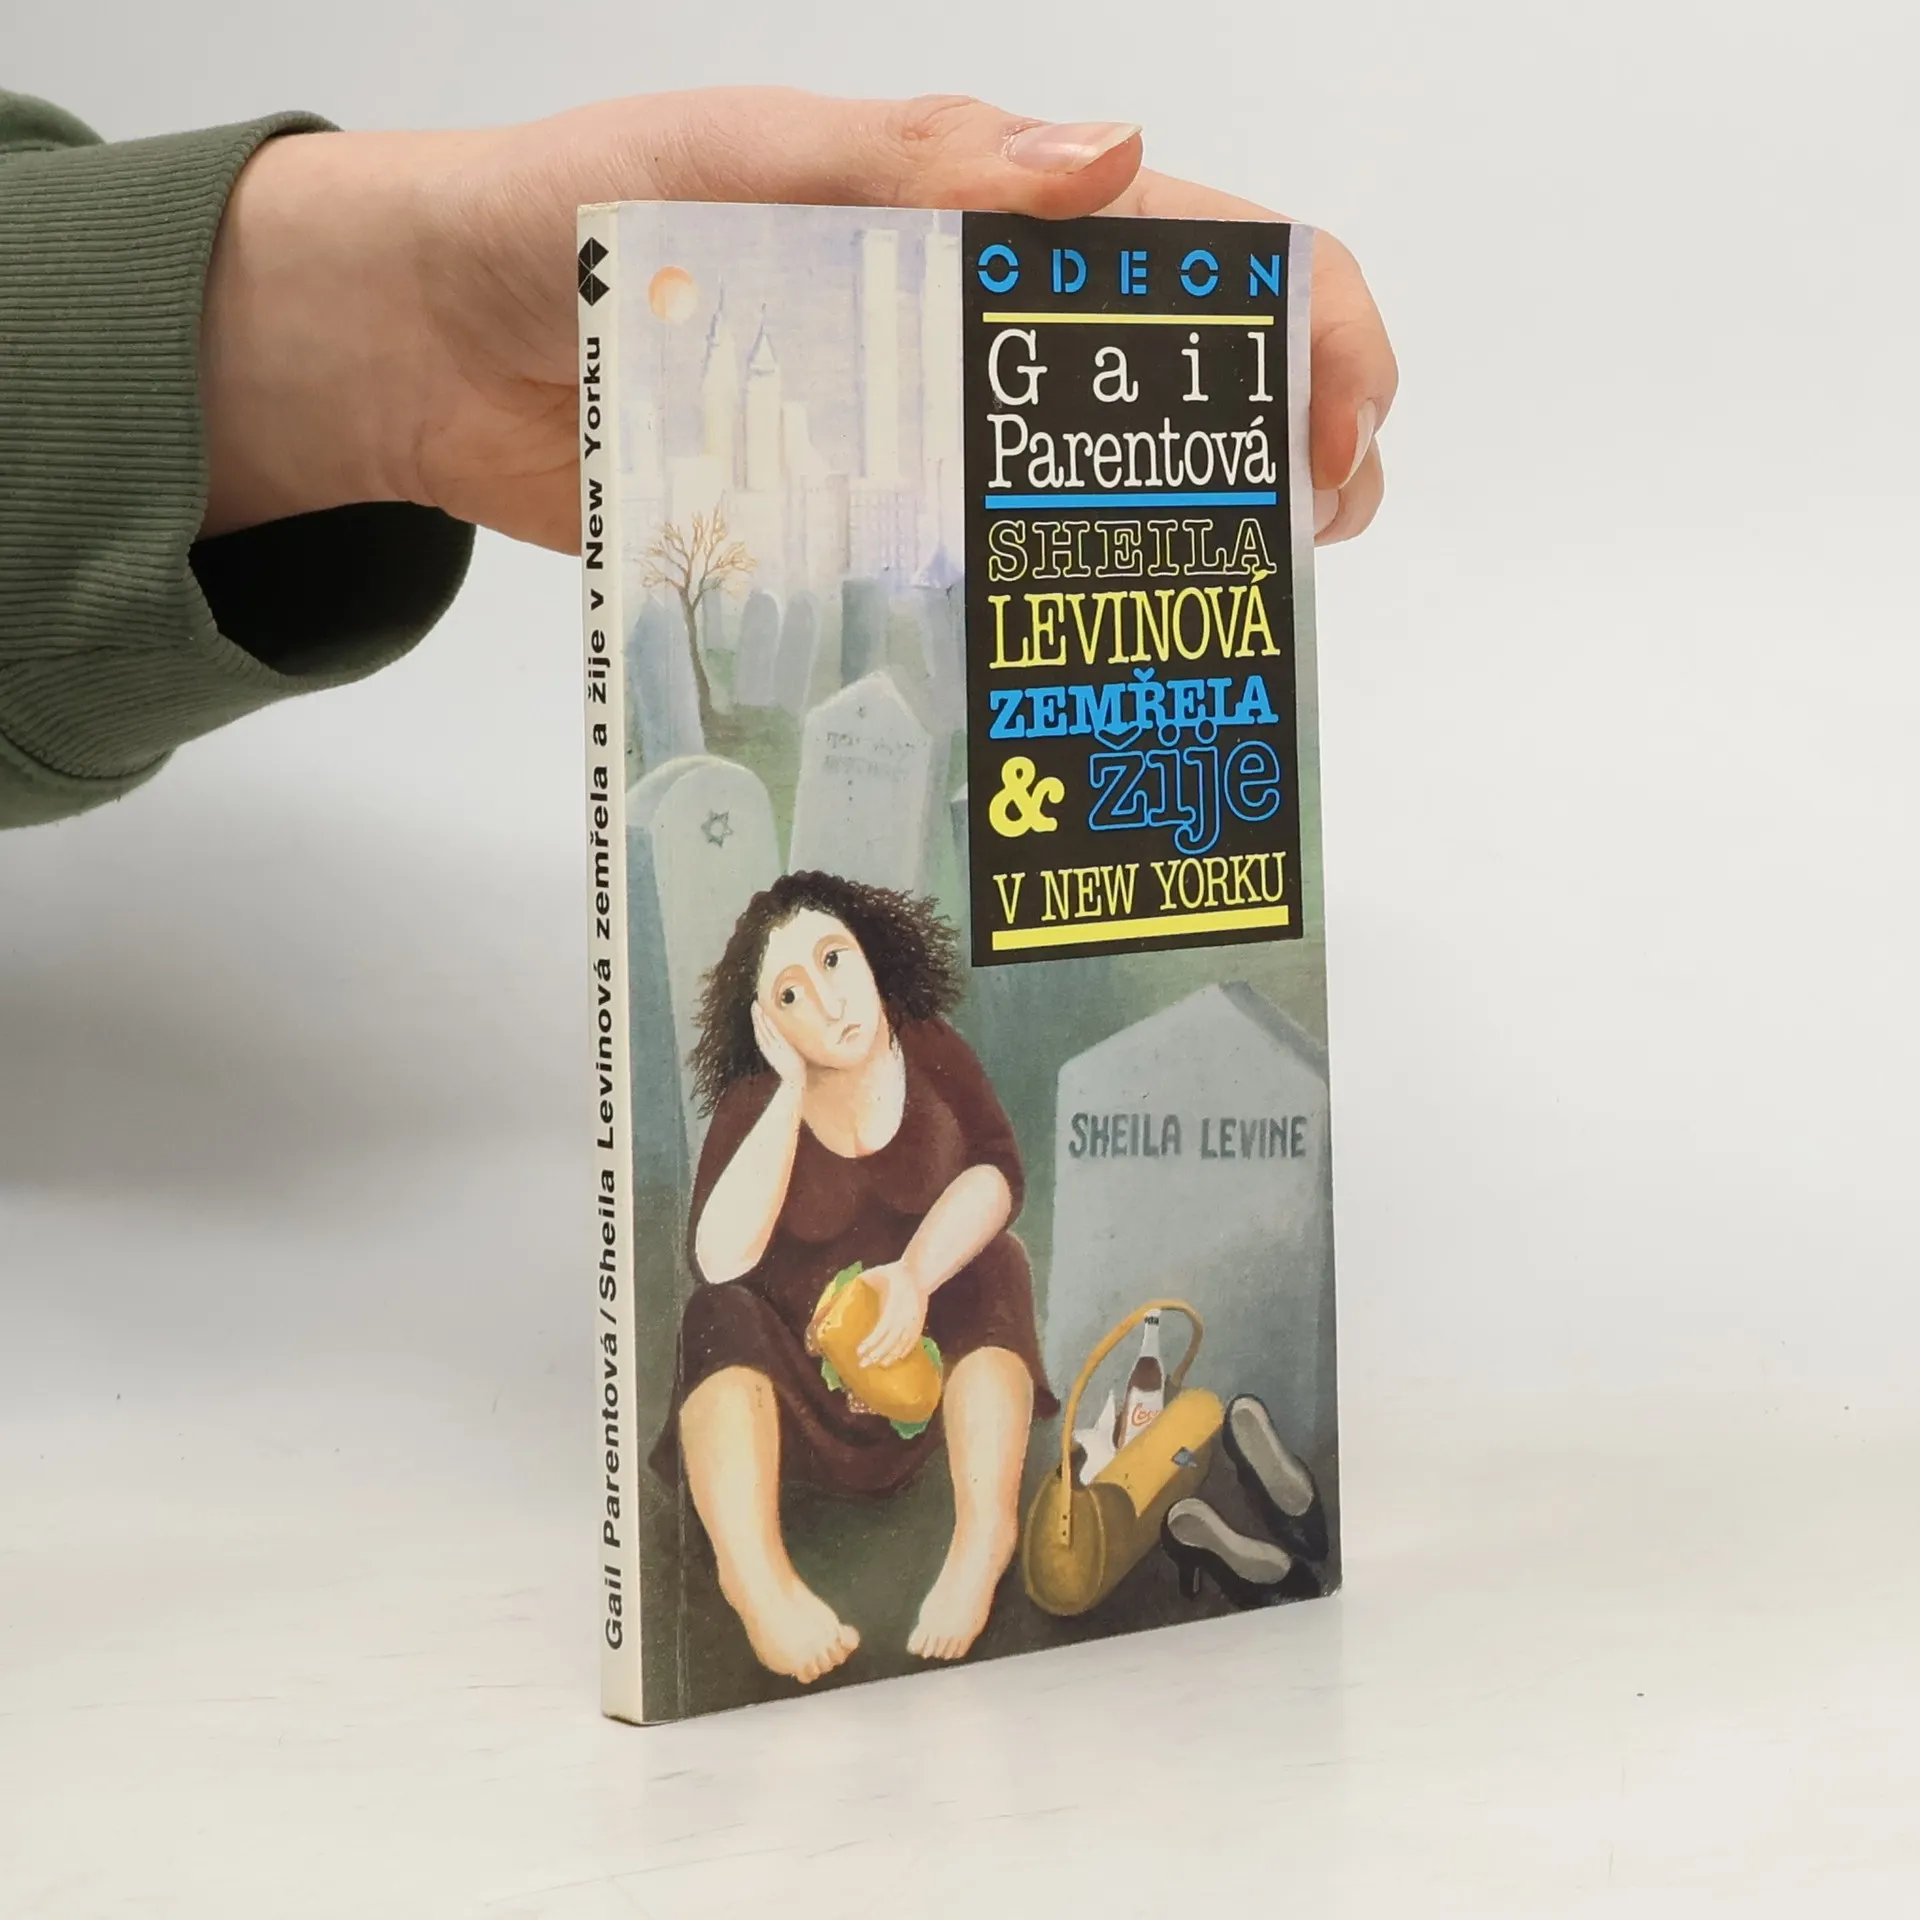 Gail Parentová/Sheila Levinová zemřela a žije v New Yorku
ODEON
Gail
Parentová
SHEILA
LEVINOVÁ
ZEMŘELA
& žije
V NEW YORKU
SHEILA LEVINE